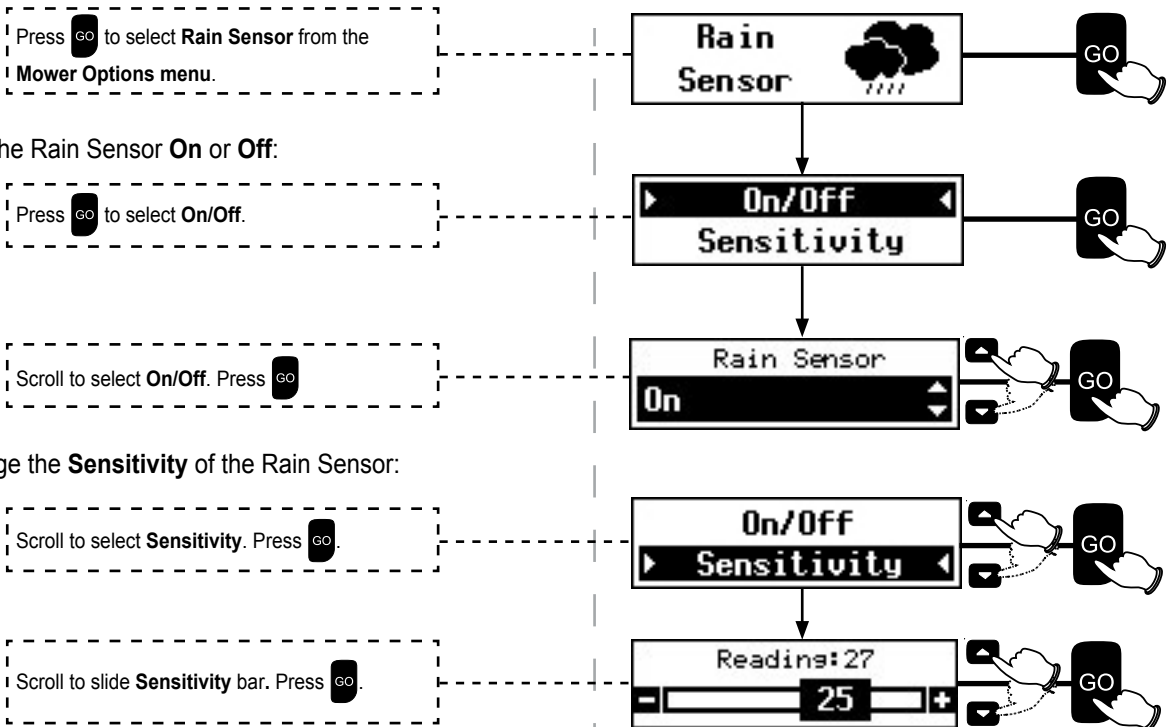 Press GO to select Rain Sensor from the
Mower Options menu.
Rain
Sensor
GO
he Rain Sensor On or Off:
Press GO to select On/Off.
On/Off
Sensitivity
GO
Scroll to select On/Off. Press GO
Rain Sensor
On
GO
ge the Sensitivity of the Rain Sensor:
Scroll to select Sensitivity. Press GO.
On/Off
Sensitivity
GO
Scroll to slide Sensitivity bar. Press GO.
Reading:27
- 25 +
GO